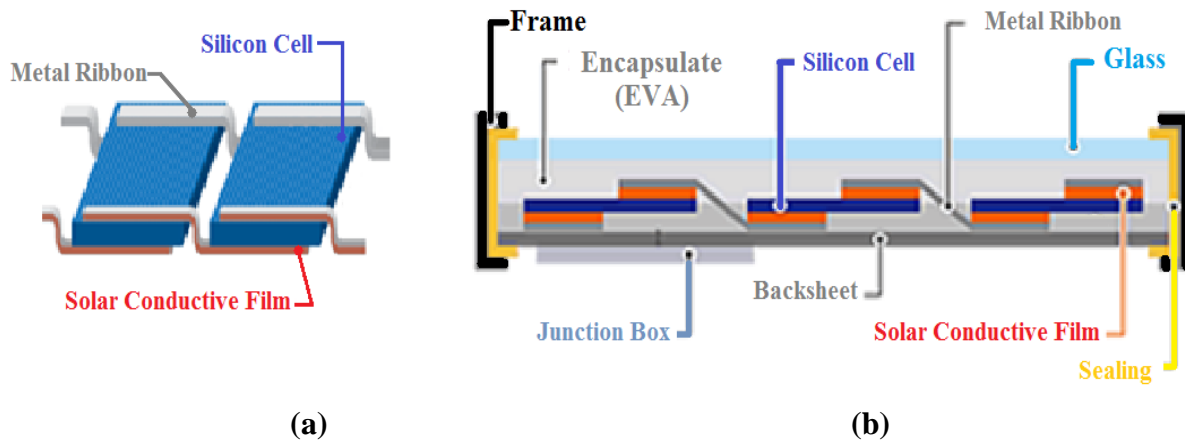 Silicon Cell
Metal Ribbon
Solar Conductive Film
(a)
Frame
Metal Ribbon
Encapsulate
(EVA)
Silicon Cell
Glass
Backsheet
Junction Box
Solar Conductive Film
Sealing
(b)